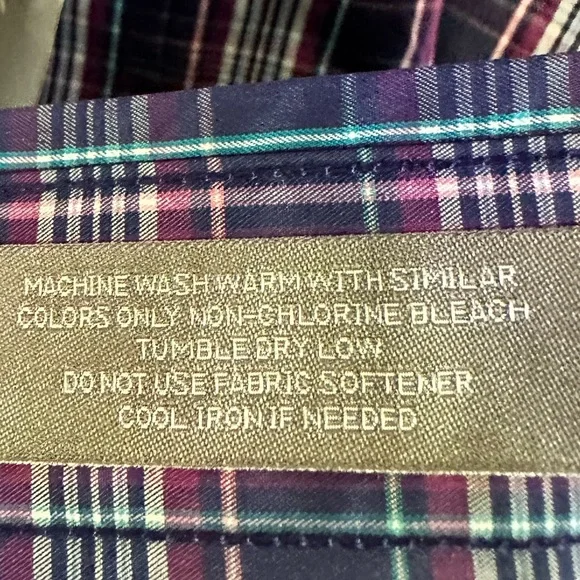 MACHINE WASH WARM WITH SIMILAR
COLORS ONLY NON-CHLORINE BLEACH
TUMBLE DRY LOW
DO NOT USE FABRIC SOFTENER
COOL IRON IF NEEDED